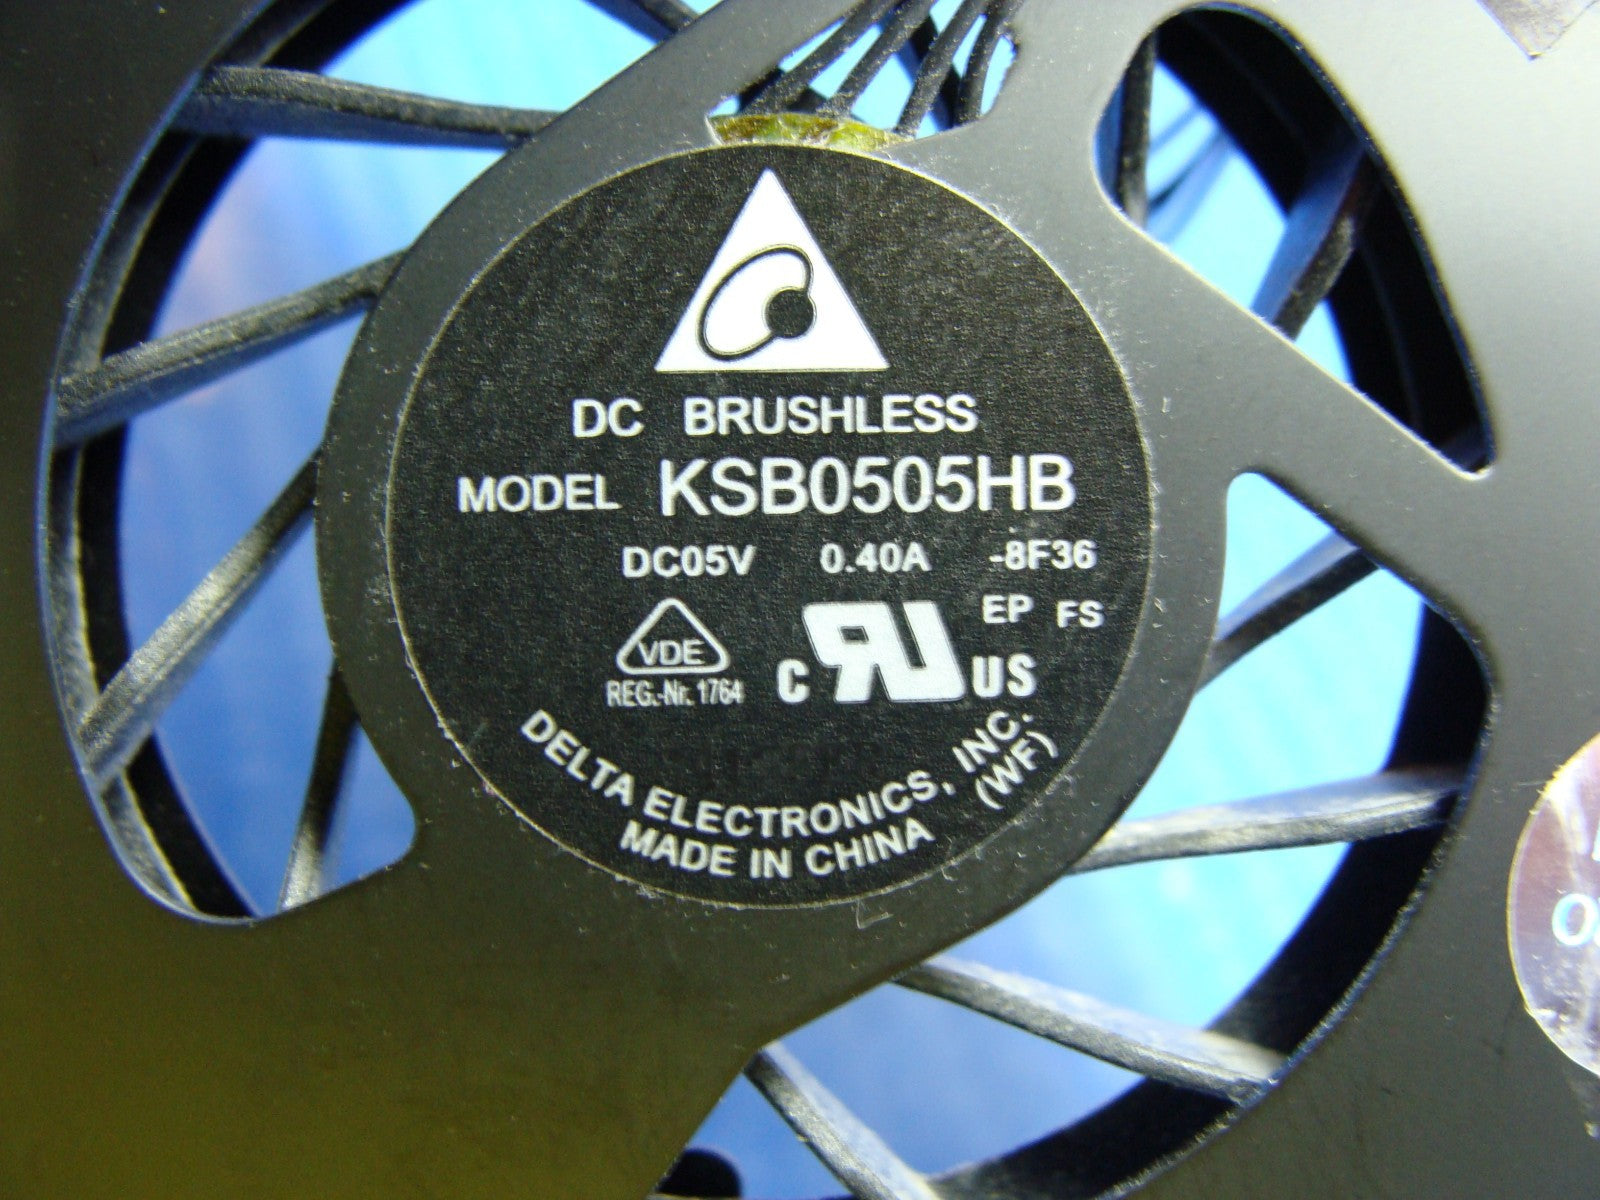 DC BRUSHLESS
MODEL KSB0505HB
DC05V 0.40A -8F36
EP FS
VDE
REG.-Nr. 1764
C RU US
DELTA ELECTRONICS, INC.
(WF)
MADE IN CHINA